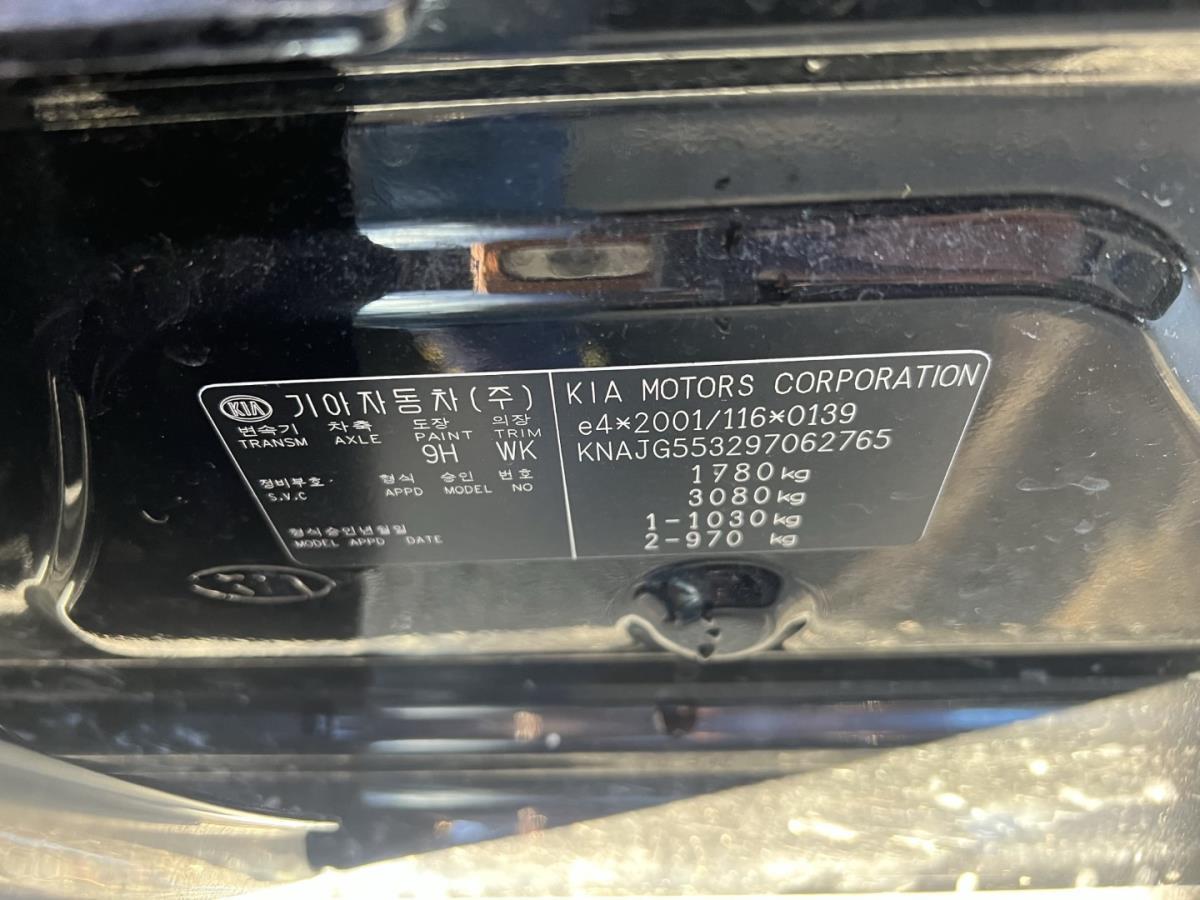 KIA 기아자동차(주)
변속기 차축 도장 의장
TRANSM AXLE PAINT TRIM
9H WK
정비부호 형식 승인 번호
S.V.C APPD MODEL NO
형식승인년월일
MODEL APPD DATE
KIA MOTORS CORPORATION
e4*2001/116*0139
KNAJG553297062765
1780kg
3080kg
1-1030kg
2-970 kg
KIA